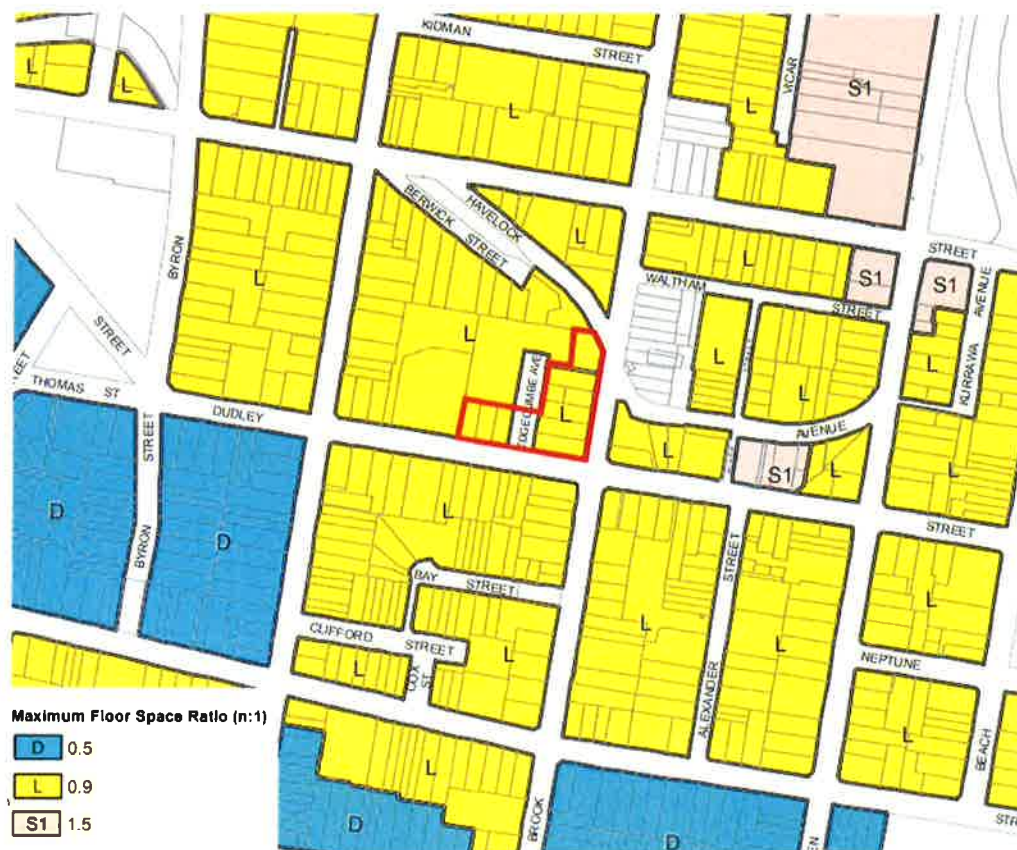 KIDMAN
STREET
VICAR
S1
L
L
L
L
L
HAVELOCK
BERWICK
STREET
L
BYRON
L
L
WALTHAM
STREET
S1
STREET
S1
AVENUE
KURRAWA
L
L
L
L
EDGECUMBE AVE
L
L
STREET
THOMAS ST
DUDLEY
AVENUE
L
S1
L
STREET
BYRON
STREET
D
D
L
BAY STREET
STREET
L
L
L
CLIFFORD
STREET
L
COX ST
L
ALEXANDER
NEPTUNE
L
BEACH
L
BROCK
D
D
Maximum Floor Space Ratio (n:1)
D 0.5
L 0.9
S1 1.5